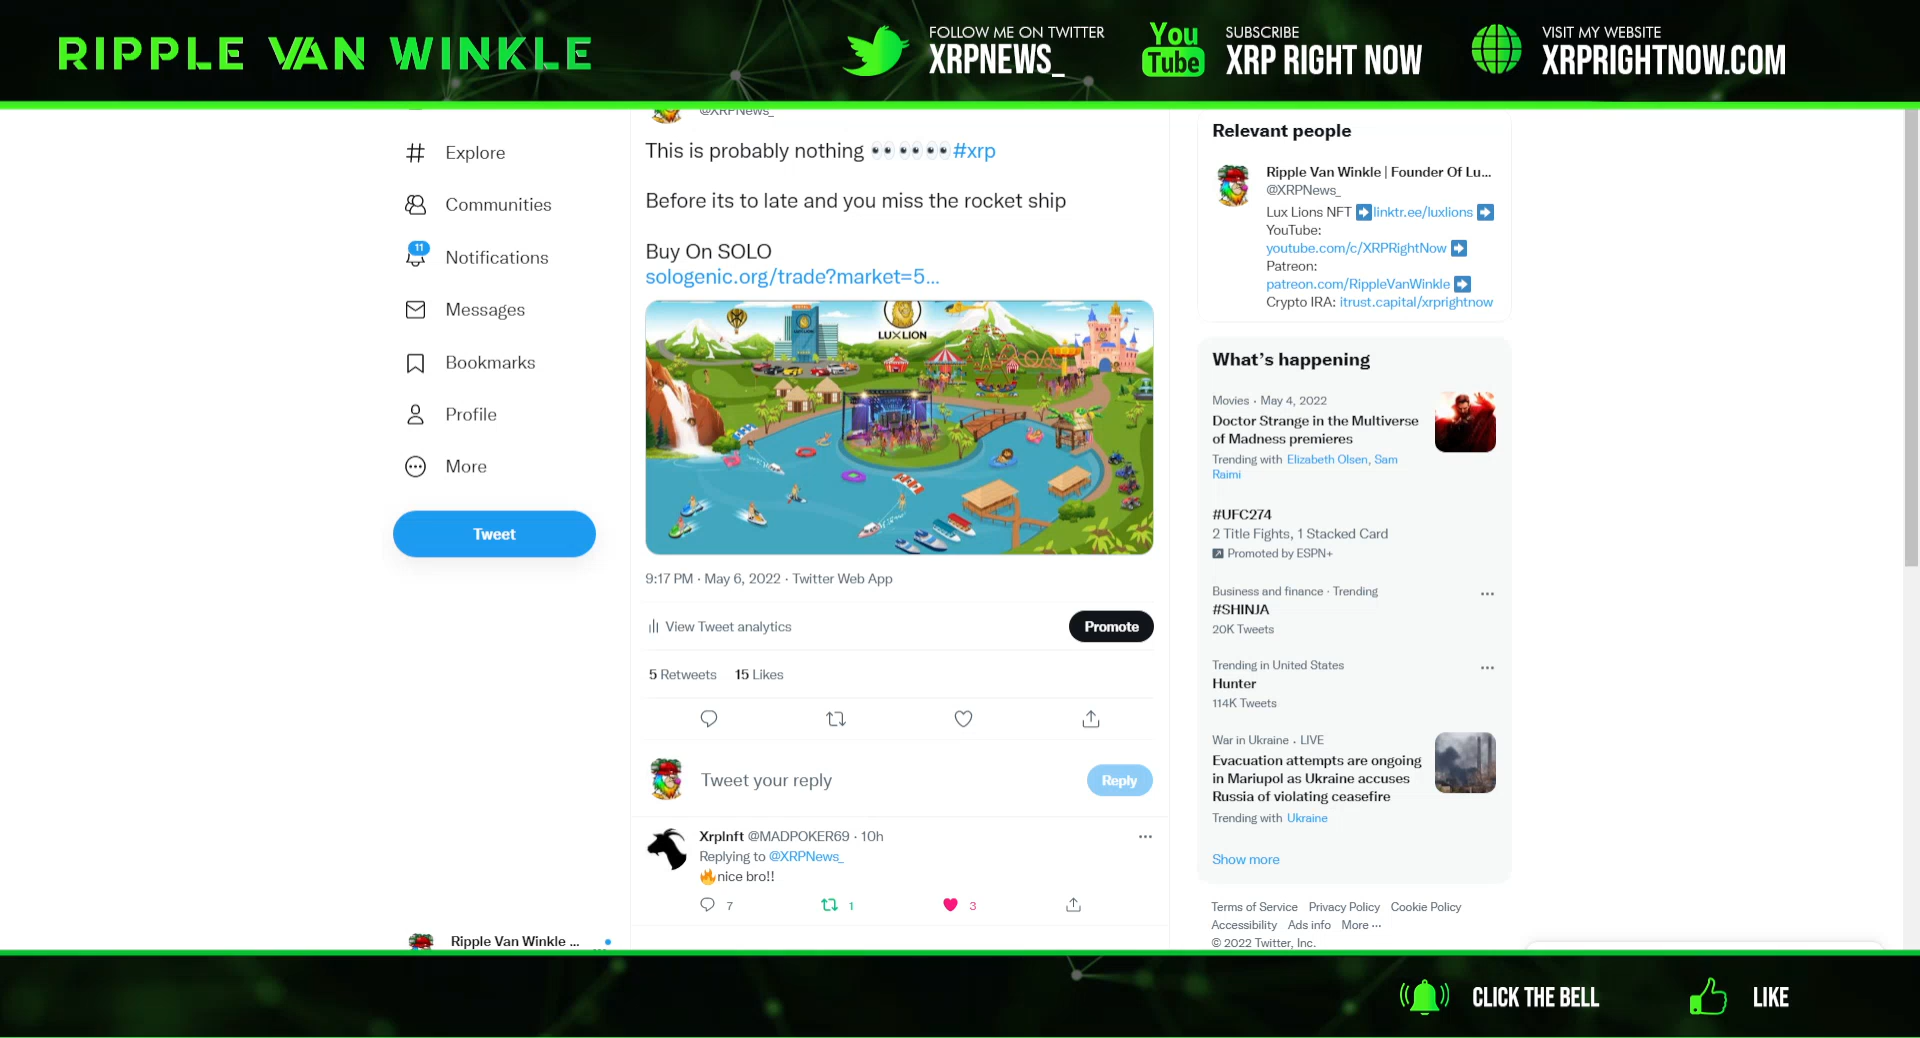 RIPPLE VAN WINKLE
FOLLOW ME ON TWITTER
XRPNEWS_
You
Tube
SUBSCRIBE
XRP RIGHT NOW
VISIT MY WEBSITE
XRPRIGHTNOW.COM
Explore
Communities
11
Notifications
Messages
Bookmarks
Profile
More
Tweet
Ripple Van Winkle ...
@XRPNews_
This is probably nothing 👀👀👀#xrp
Before its to late and you miss the rocket ship
Buy On SOLO
sologenic.org/trade?market=5...
LUXLION
9:17 PM · May 6, 2022 · Twitter Web App
View Tweet analytics
Promote
5 Retweets 15 Likes
Tweet your reply
Reply
Xrplnft @MADPOKER69 · 10h
Replying to @XRPNews_
🔥nice bro!!
7 1 3
Relevant people
Ripple Van Winkle | Founder Of Lu...
@XRPNews_
Lux Lions NFT ➡linktr.ee/luxlions ➡
YouTube:
youtube.com/c/XRPRightNow ➡
Patreon:
patreon.com/RippleVanWinkle ➡
Crypto IRA: itrust.capital/xrprightnow
What's happening
Movies · May 4, 2022
Doctor Strange in the Multiverse
of Madness premieres
Trending with Elizabeth Olsen, Sam
Raimi
#UFC274
2 Title Fights, 1 Stacked Card
Promoted by ESPN+
Business and finance · Trending
#SHINJA
20K Tweets
Trending in United States
Hunter
114K Tweets
War in Ukraine · LIVE
Evacuation attempts are ongoing
in Mariupol as Ukraine accuses
Russia of violating ceasefire
Trending with Ukraine
Show more
Terms of Service Privacy Policy Cookie Policy
Accessibility Ads info More ···
© 2022 Twitter, Inc.
CLICK THE BELL
LIKE